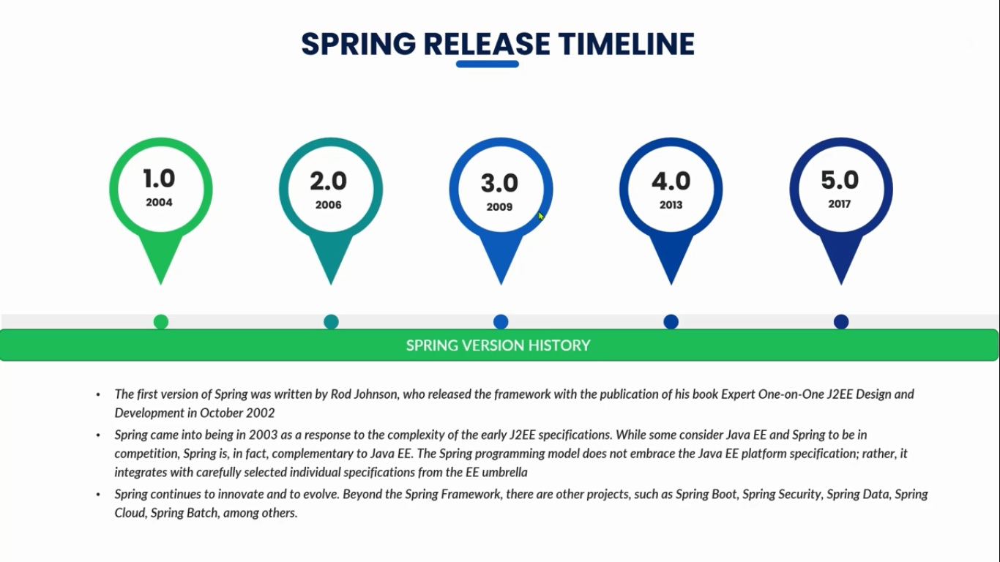 SPRING RELEASE TIMELINE
1.0
2004
2.0
2006
3.0
2009
4.0
2013
5.0
2017
SPRING VERSION HISTORY
• The first version of Spring was written by Rod Johnson, who released the framework with the publication of his book Expert One-on-One J2EE Design and
Development in October 2002
• Spring came into being in 2003 as a response to the complexity of the early J2EE specifications. While some consider Java EE and Spring to be in
competition, Spring is, in fact, complementary to Java EE. The Spring programming model does not embrace the Java EE platform specification; rather, it
integrates with carefully selected individual specifications from the EE umbrella
• Spring continues to innovate and to evolve. Beyond the Spring Framework, there are other projects, such as Spring Boot, Spring Security, Spring Data, Spring
Cloud, Spring Batch, among others.